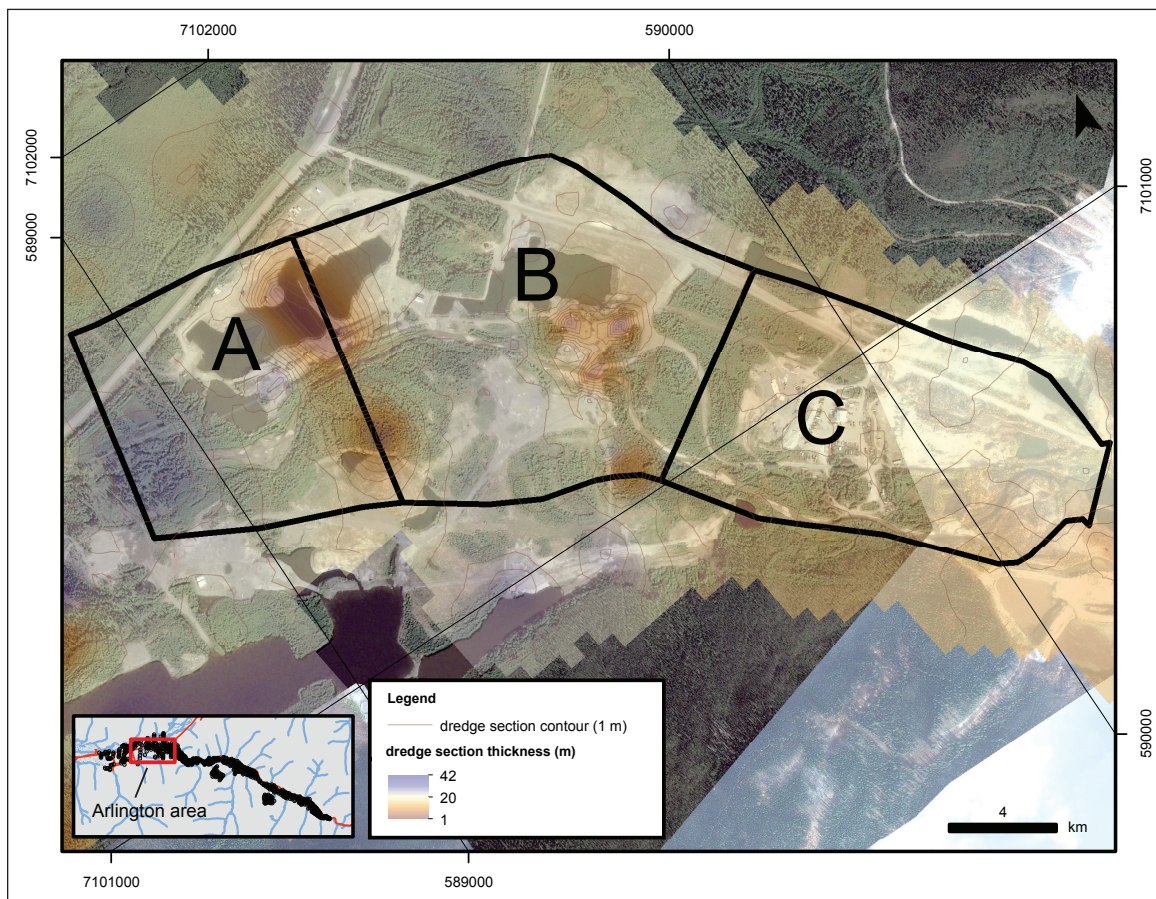 7102000
590000
7102000
589000
7101000
A
B
C
Legend
dredge section contour (1 m)
dredge section thickness (m)
42
20
1
Arlington area
4
km
590000
7101000
589000